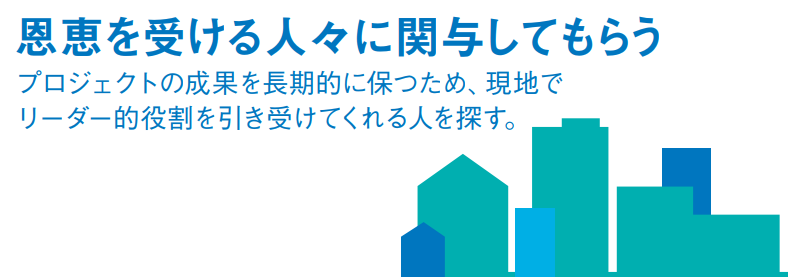 恩恵を受ける人々に関与してもらう
プロジェクトの成果を長期的に保つため、現地で
リーダー的役割を引き受けてくれる人を探す。